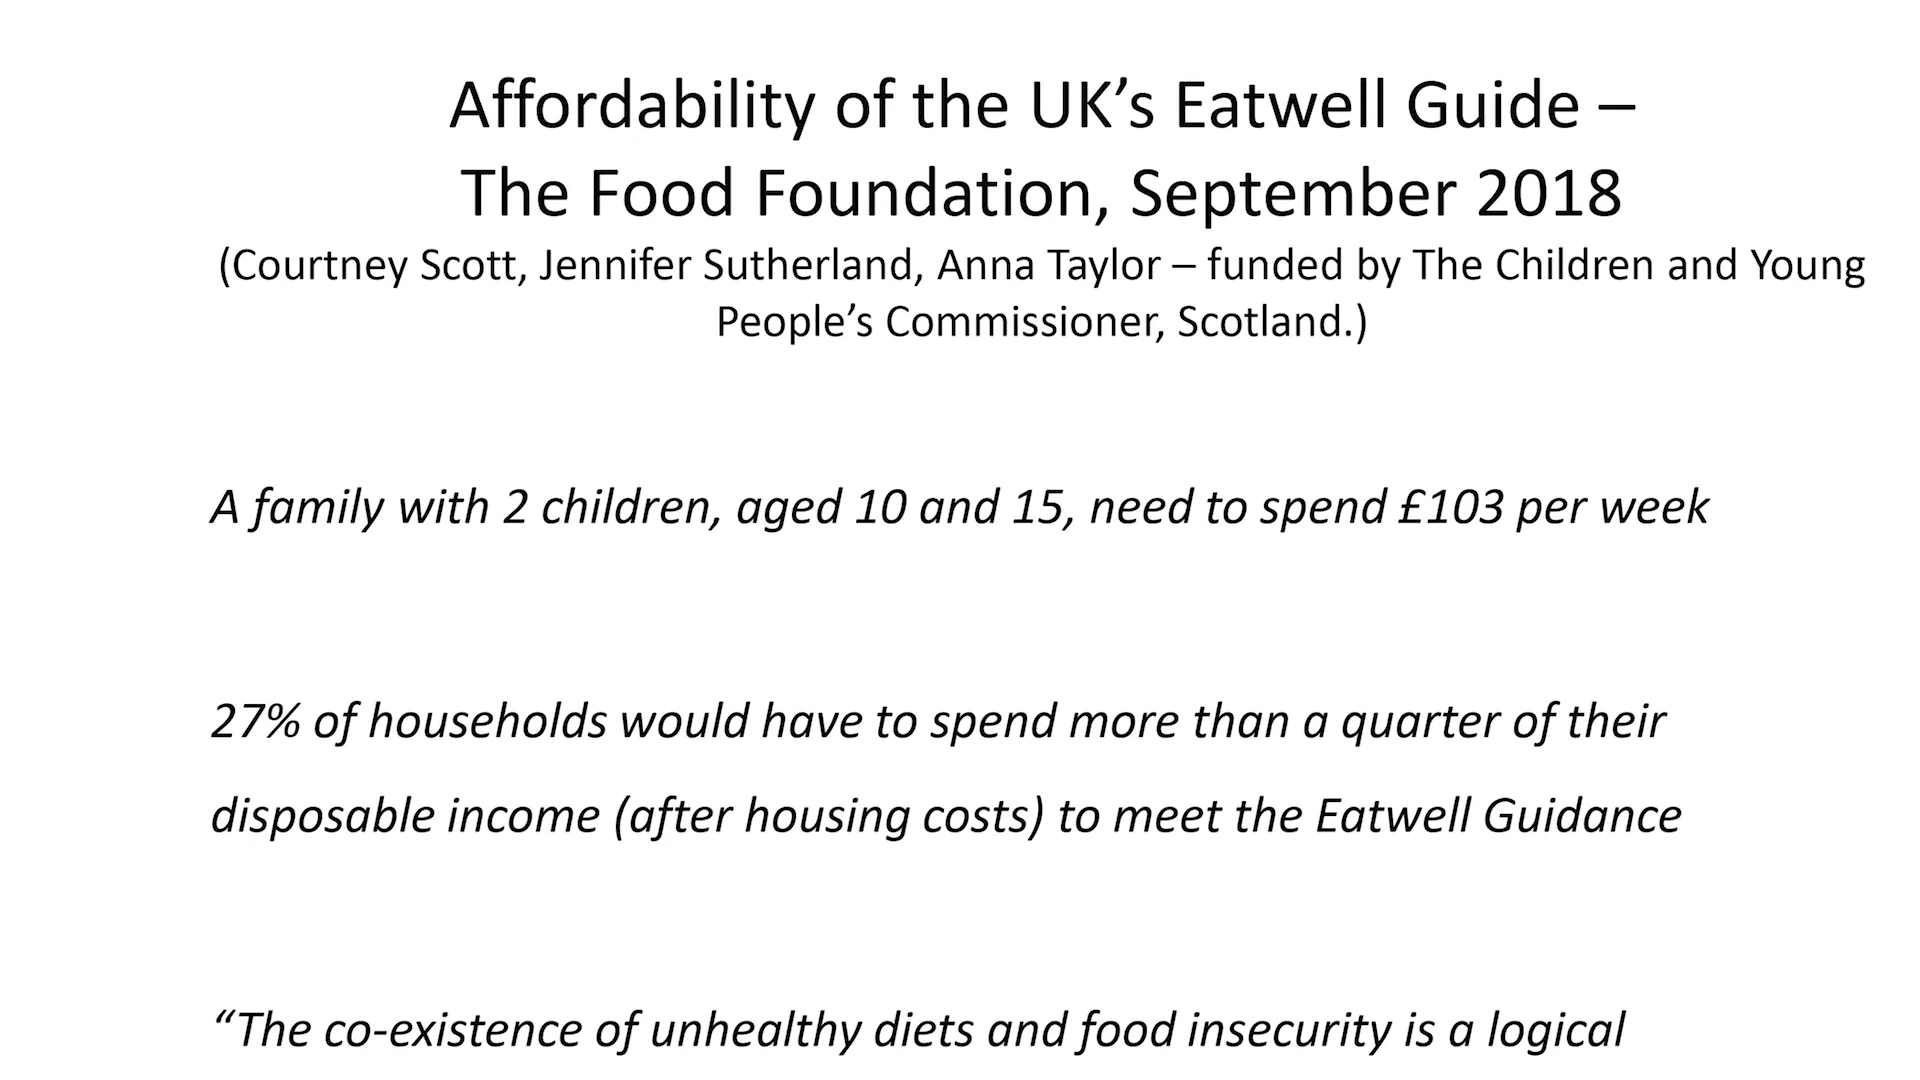 Affordability of the UK’s Eatwell Guide –
The Food Foundation, September 2018
(Courtney Scott, Jennifer Sutherland, Anna Taylor – funded by The Children and Young
People’s Commissioner, Scotland.)
A family with 2 children, aged 10 and 15, need to spend £103 per week
27% of households would have to spend more than a quarter of their
disposable income (after housing costs) to meet the Eatwell Guidance
“The co-existence of unhealthy diets and food insecurity is a logical